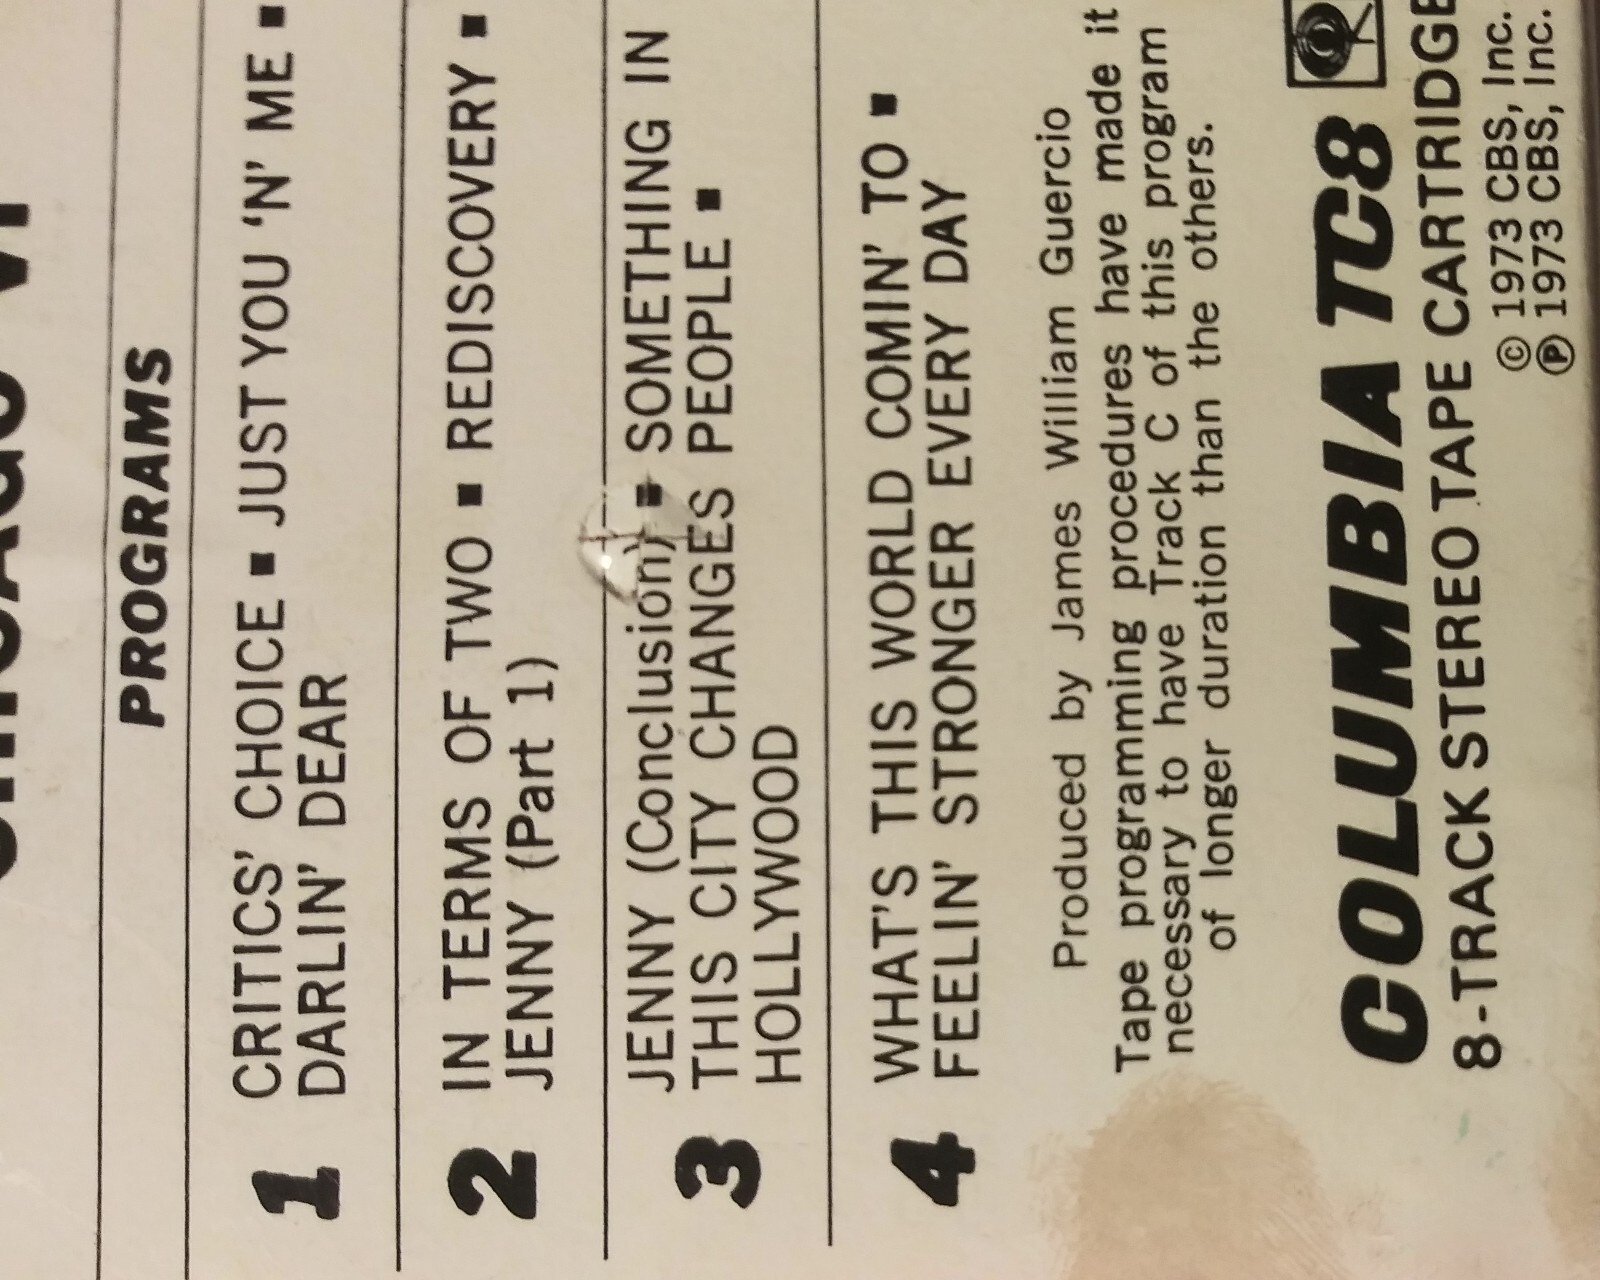 PROGRAMS
1 CRITICS' CHOICE ▪ JUST YOU 'N' ME ▪
DARLIN' DEAR
2 IN TERMS OF TWO ▪ REDISCOVERY ▪
JENNY (Part 1)
3 JENNY (Conclusion) ▪ SOMETHING IN
THIS CITY CHANGES PEOPLE ▪
HOLLYWOOD
4 WHAT'S THIS WORLD COMIN' TO ▪
FEELIN' STRONGER EVERY DAY
Produced by James William Guercio
Tape programming procedures have made it
necessary to have Track C of this program
of longer duration than the others.
COLUMBIA TC8
8-TRACK STEREO TAPE CARTRIDGE
© 1973 CBS, Inc.
℗ 1973 CBS, Inc.